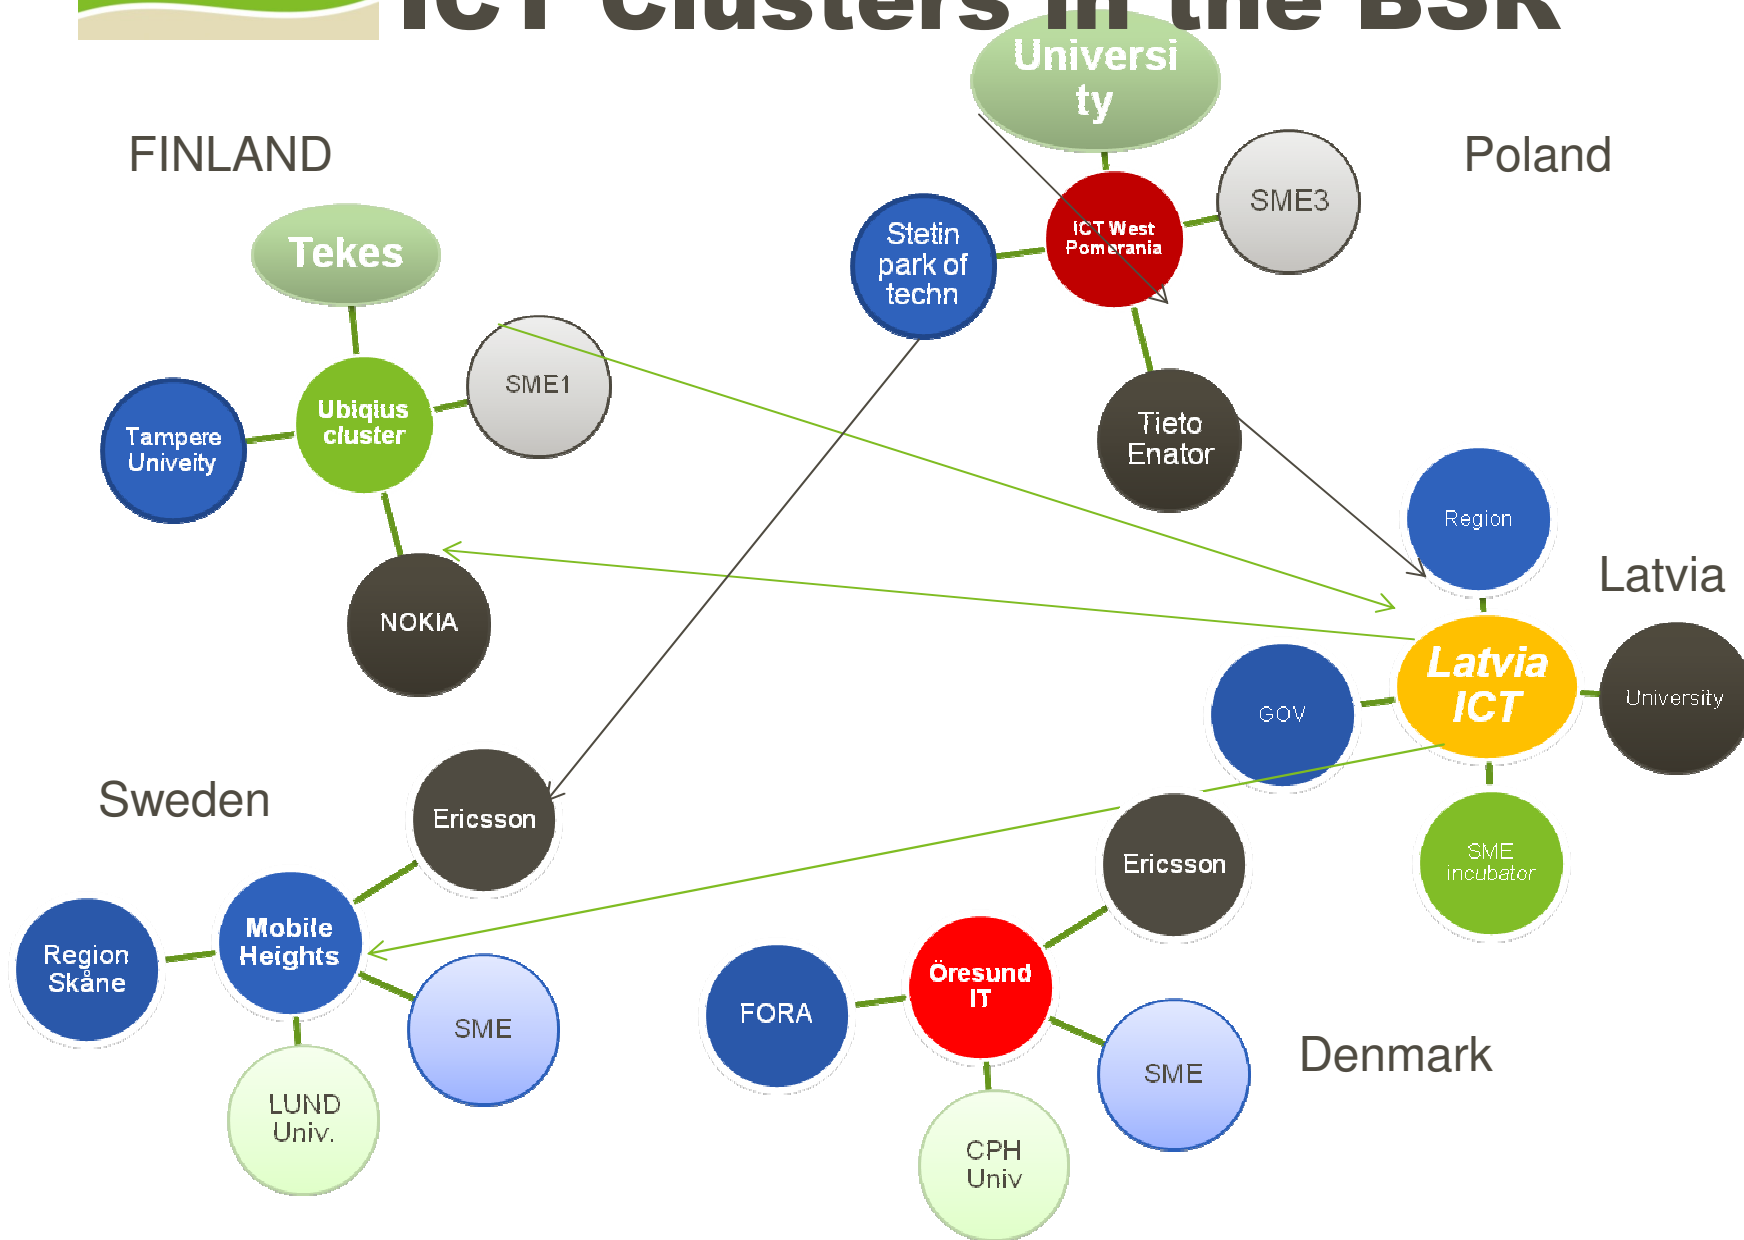 ICT Clusters in the BSR
FINLAND
Tekes
Ubiqius
cluster
SME1
Tampere
Univeity
NOKIA
Universi
ty
Poland
SME3
ICT West
Pomerania
Stetin
park of
techn
Tieto
Enator
Region
Latvia
Latvia
ICT
University
GOV
SME
incubator
Sweden
Ericsson
Mobile
Heights
Region
Skåne
SME
LUND
Univ.
Ericsson
Öresund
IT
FORA
SME
CPH
Univ
Denmark